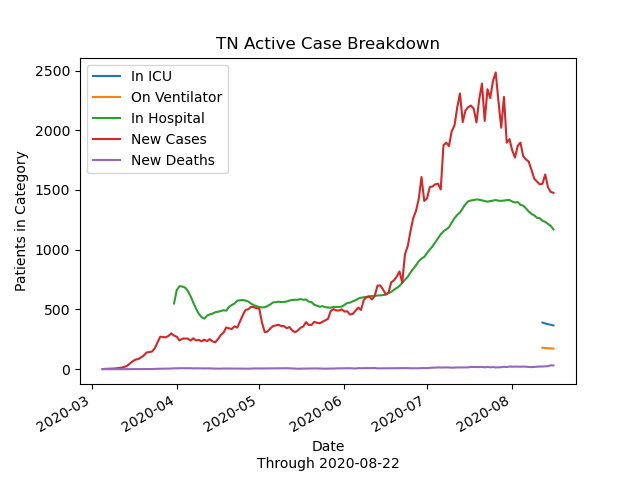 TN Active Case Breakdown
In ICU
On Ventilator
In Hospital
New Cases
New Deaths
Patients in Category
2500
2000
1500
1000
500
0
2020-03
2020-04
2020-05
2020-06
2020-07
2020-08
Date
Through 2020-08-22